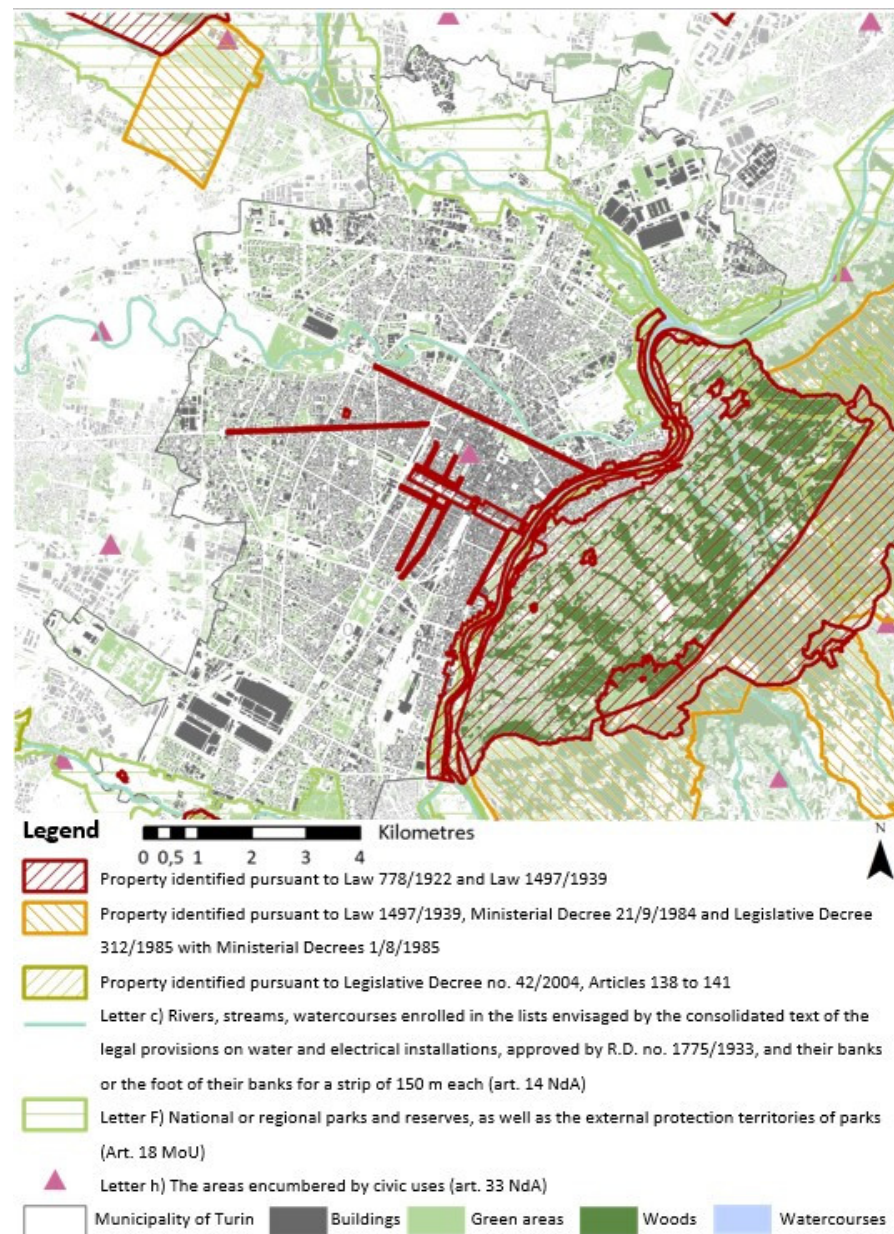 Legend
Kilometres
N
0 0,5 1 2 3 4
Property identified pursuant to Law 778/1922 and Law 1497/1939
Property identified pursuant to Law 1497/1939, Ministerial Decree 21/9/1984 and Legislative Decree
312/1985 with Ministerial Decrees 1/8/1985
Property identified pursuant to Legislative Decree no. 42/2004, Articles 138 to 141
Letter c) Rivers, streams, watercourses enrolled in the lists envisaged by the consolidated text of the
legal provisions on water and electrical installations, approved by R.D. no. 1775/1933, and their banks
or the foot of their banks for a strip of 150 m each (art. 14 NdA)
Letter F) National or regional parks and reserves, as well as the external protection territories of parks
(Art. 18 MoU)
Letter h) The areas encumbered by civic uses (art. 33 NdA)
Municipality of Turin Buildings Green areas Woods Watercourses